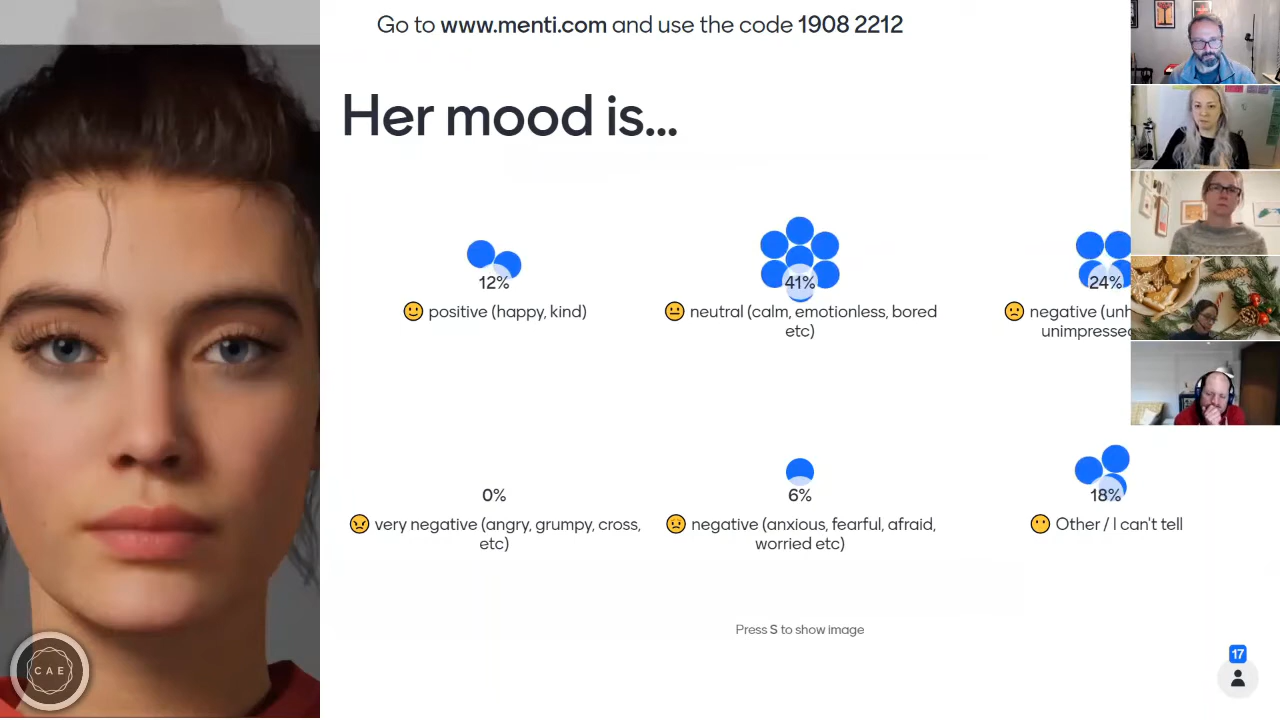 Go to www.menti.com and use the code 1908 2212
Her mood is...
12%
positive (happy, kind)
41%
neutral (calm, emotionless, bored
etc)
24%
negative
unimpressed
0%
very negative (angry, grumpy, cross,
etc)
6%
negative (anxious, fearful, afraid,
worried etc)
18%
Other / I can't tell
Press S to show image
17
CAE